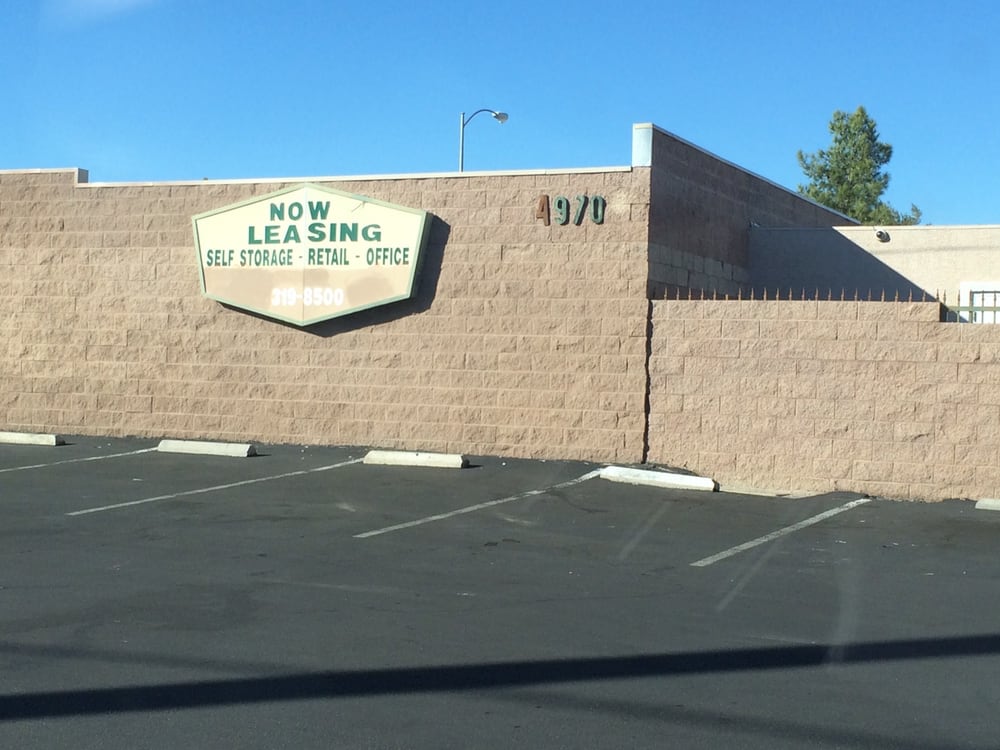 NOW
LEASING
SELF STORAGE - RETAIL - OFFICE
319-8500
4970